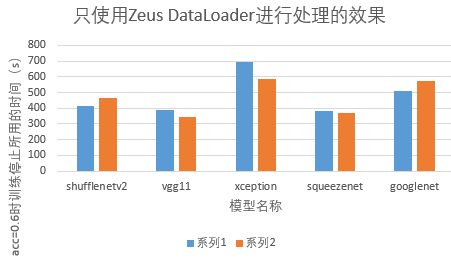 只使用Zeus DataLoader进行处理的效果
acc=0.6时训练停止所用的时间（s）
800
700
600
500
400
300
200
100
0
shufflenetv2 vgg11 xception squeezenet googlenet
模型名称
系列1 系列2